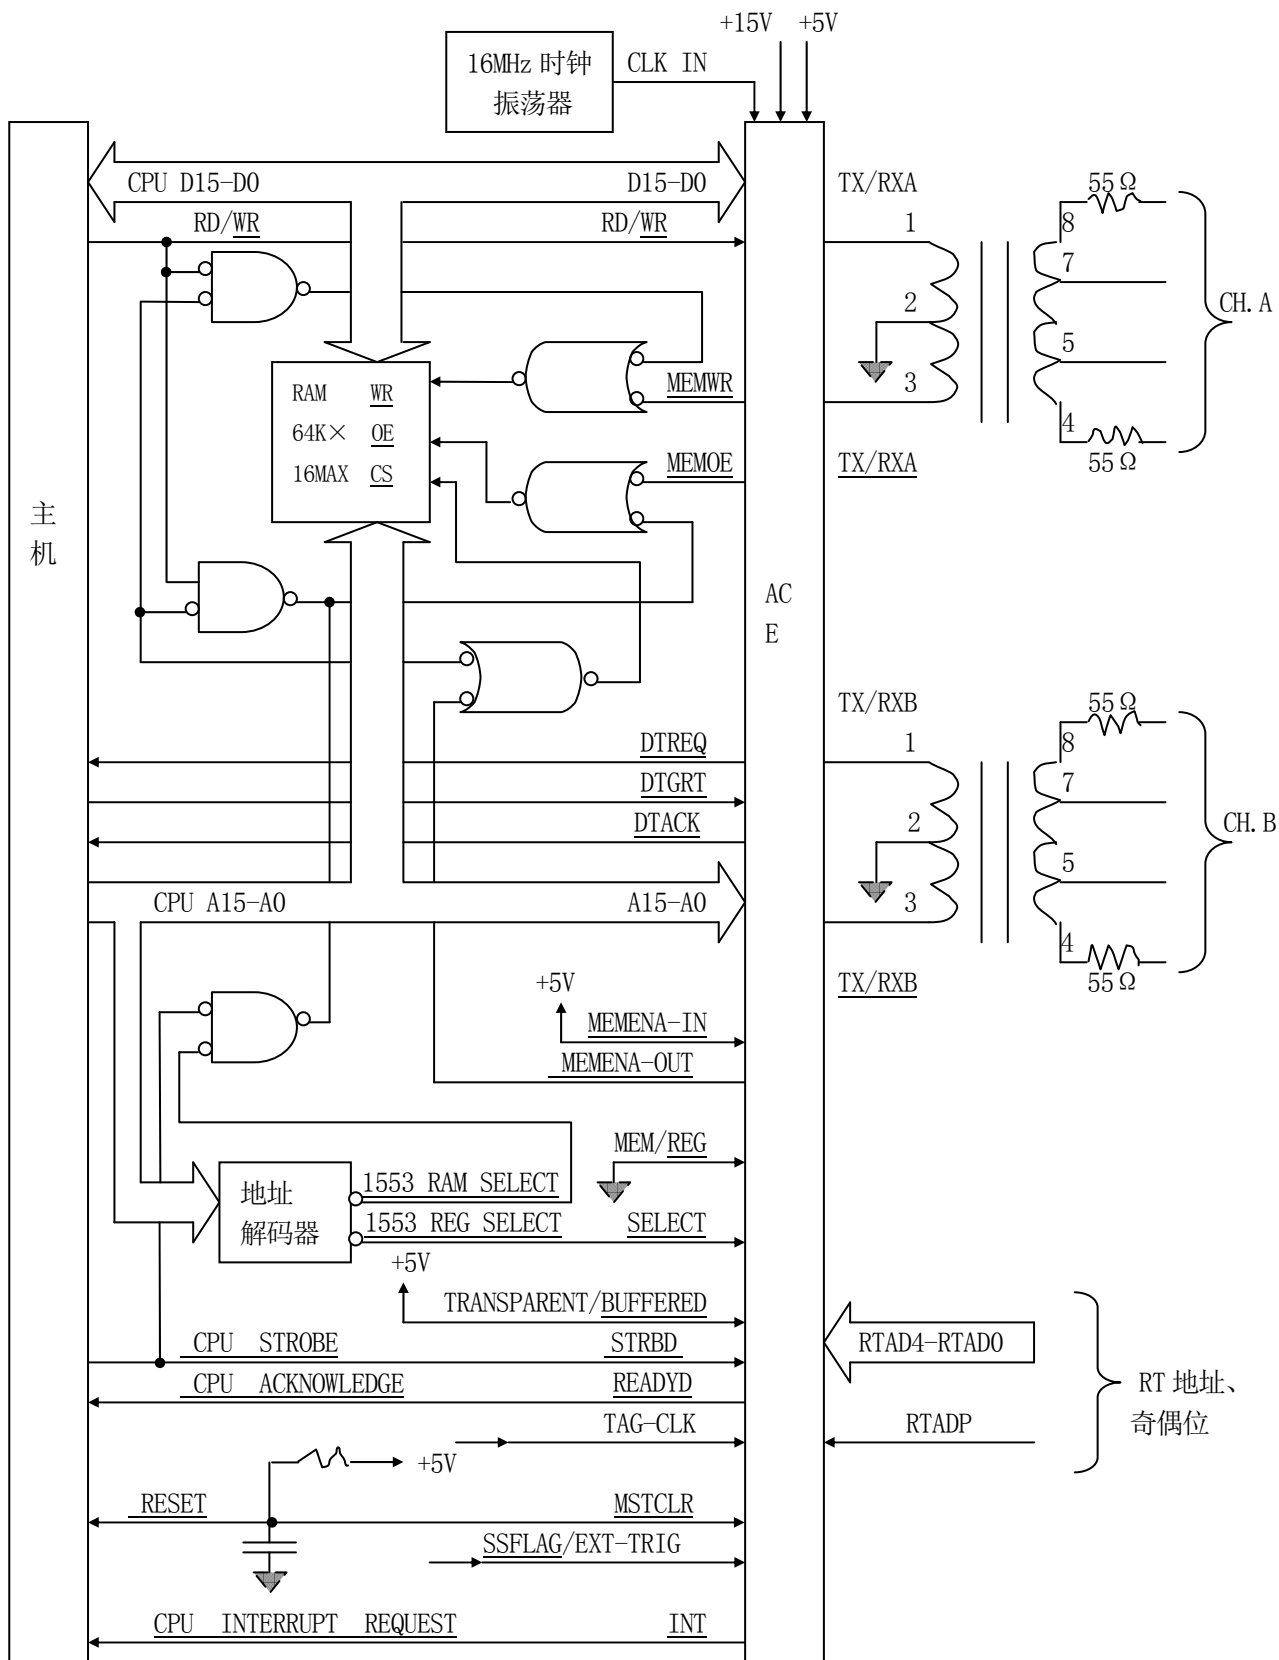 +15V +5V
16MHz 时钟
振荡器
CLK IN
CPU D15-D0
D15-D0
RD/WR
RD/WR
RAM WR
64K× OE
16MAX CS
MEMWR
MEMOE
主
机
AC
E
TX/RXA
1
2
3
TX/RXA
55Ω
8
7
5
4
55Ω
CH.A
DTREQ
DTGRT
DTACK
CPU A15-A0
A15-A0
TX/RXB
1
2
3
TX/RXB
55Ω
8
7
5
4
55Ω
CH.B
+5V
MEMENA-IN
MEMENA-OUT
MEM/REG
地址
解码器
1553 RAM SELECT
1553 REG SELECT
SELECT
+5V
TRANSPARENT/BUFFERED
CPU STROBE
STRBD
CPU ACKNOWLEDGE
READYD
TAG-CLK
+5V
RESET
MSTCLR
SSFLAG/EXT-TRIG
CPU INTERRUPT REQUEST
INT
RTAD4-RTAD0
RTADP
RT 地址、
奇偶位